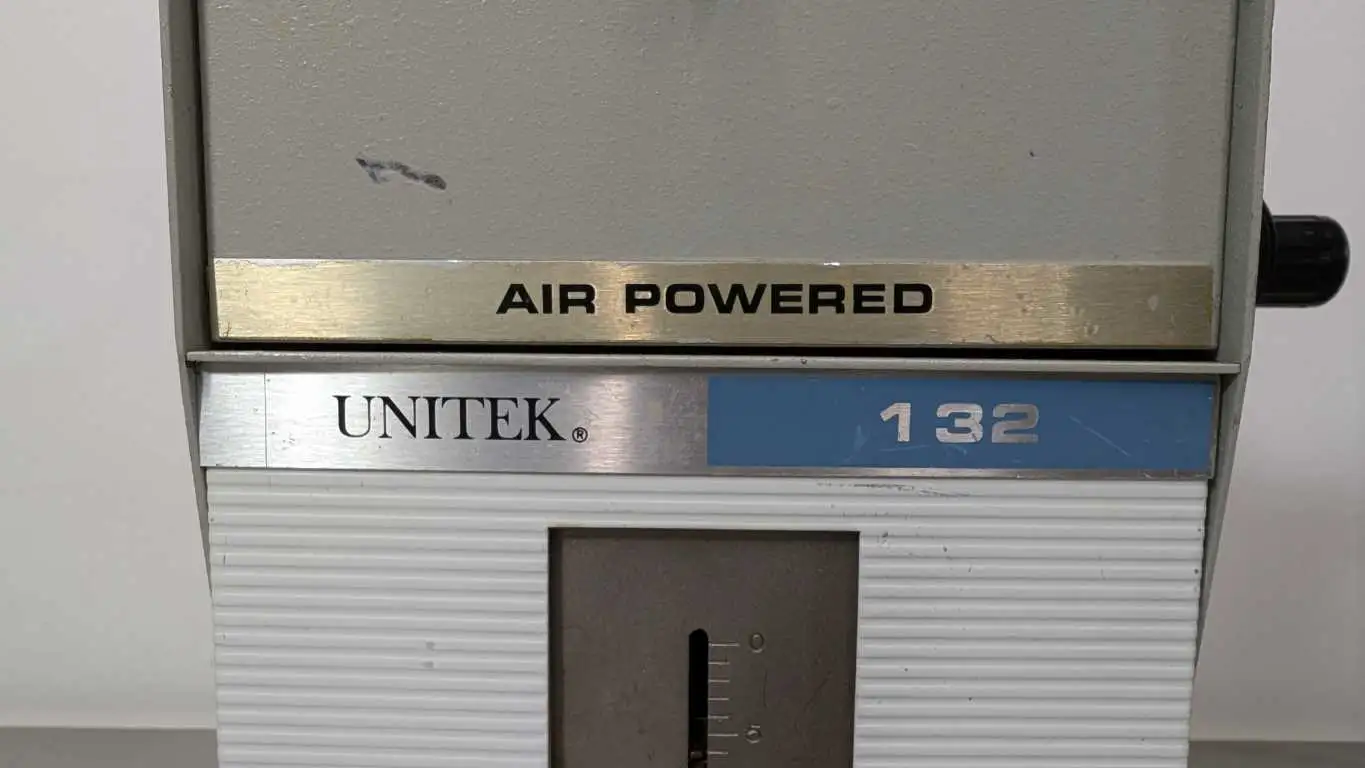 AIR POWERED
UNITEK® 132
0
5